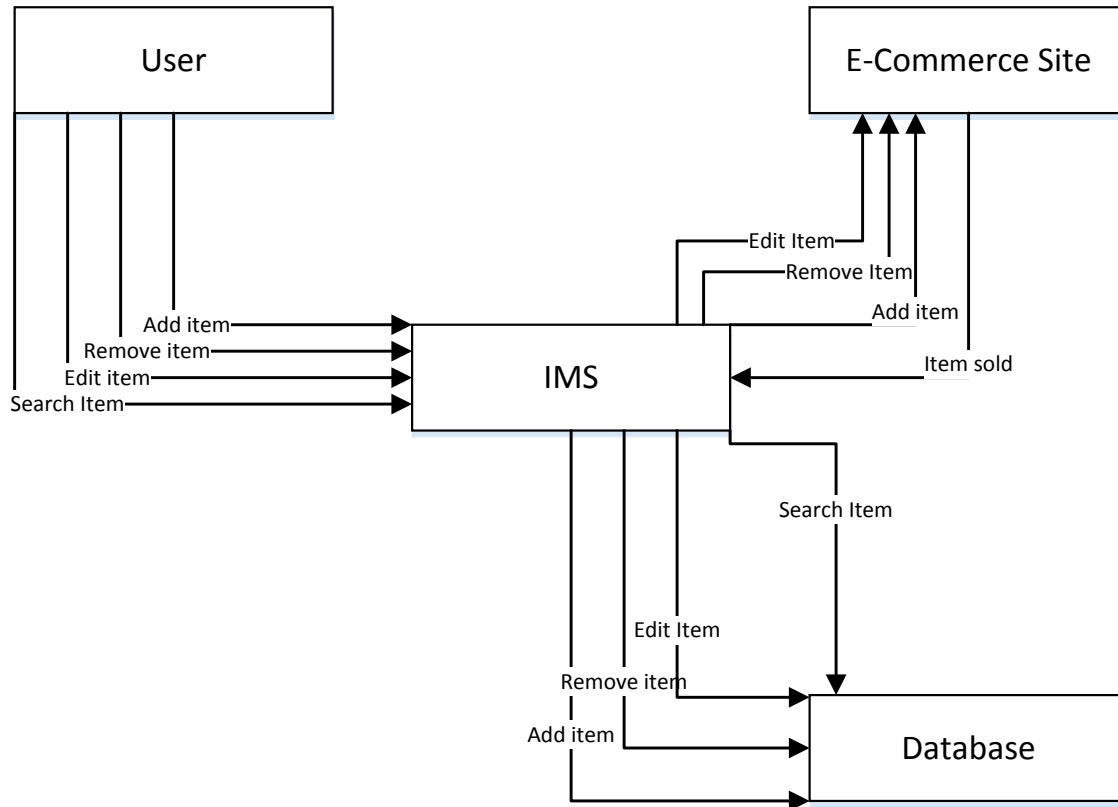 User
E-Commerce Site
Edit Item
Remove Item
Add item
Add item
Remove item
Item sold
Edit item
IMS
Search Item
Search Item
Edit Item
Remove item
Add item
Database